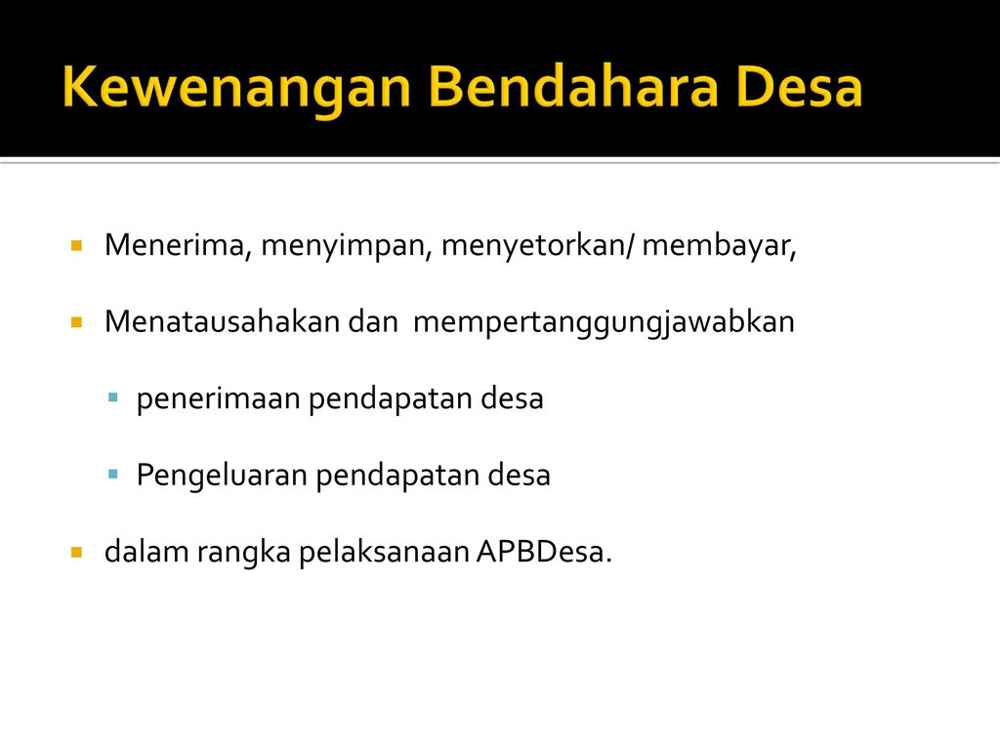 Kewenangan Bendahara Desa
Menerima, menyimpan, menyetorkan/ membayar,
Menatausahakan dan mempertanggungjawabkan
penerimaan pendapatan desa
Pengeluaran pendapatan desa
dalam rangka pelaksanaan APBDesa.